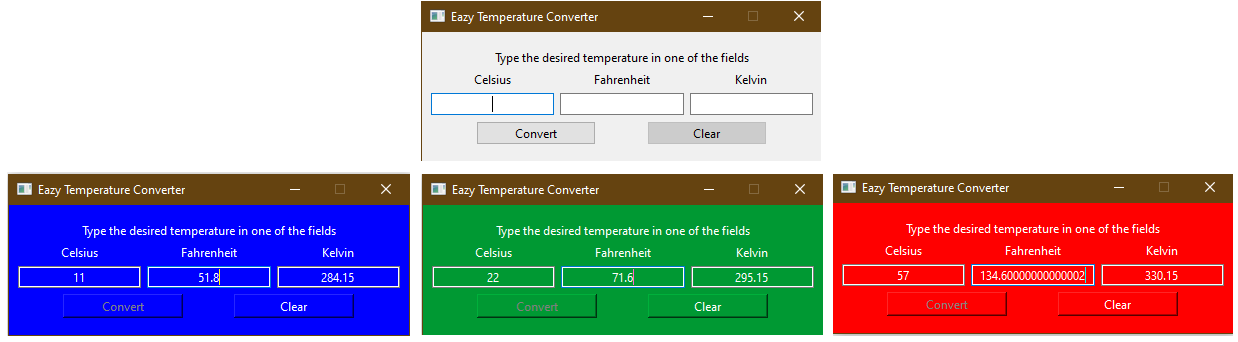 Eazy Temperature Converter
Type the desired temperature in one of the fields
Celsius Fahrenheit Kelvin
Convert Clear
Eazy Temperature Converter
Type the desired temperature in one of the fields
Celsius Fahrenheit Kelvin
11 51.8 284.15
Convert Clear
Eazy Temperature Converter
Type the desired temperature in one of the fields
Celsius Fahrenheit Kelvin
22 71.6 295.15
Convert Clear
Eazy Temperature Converter
Type the desired temperature in one of the fields
Celsius Fahrenheit Kelvin
57 134.60000000000002 330.15
Convert Clear